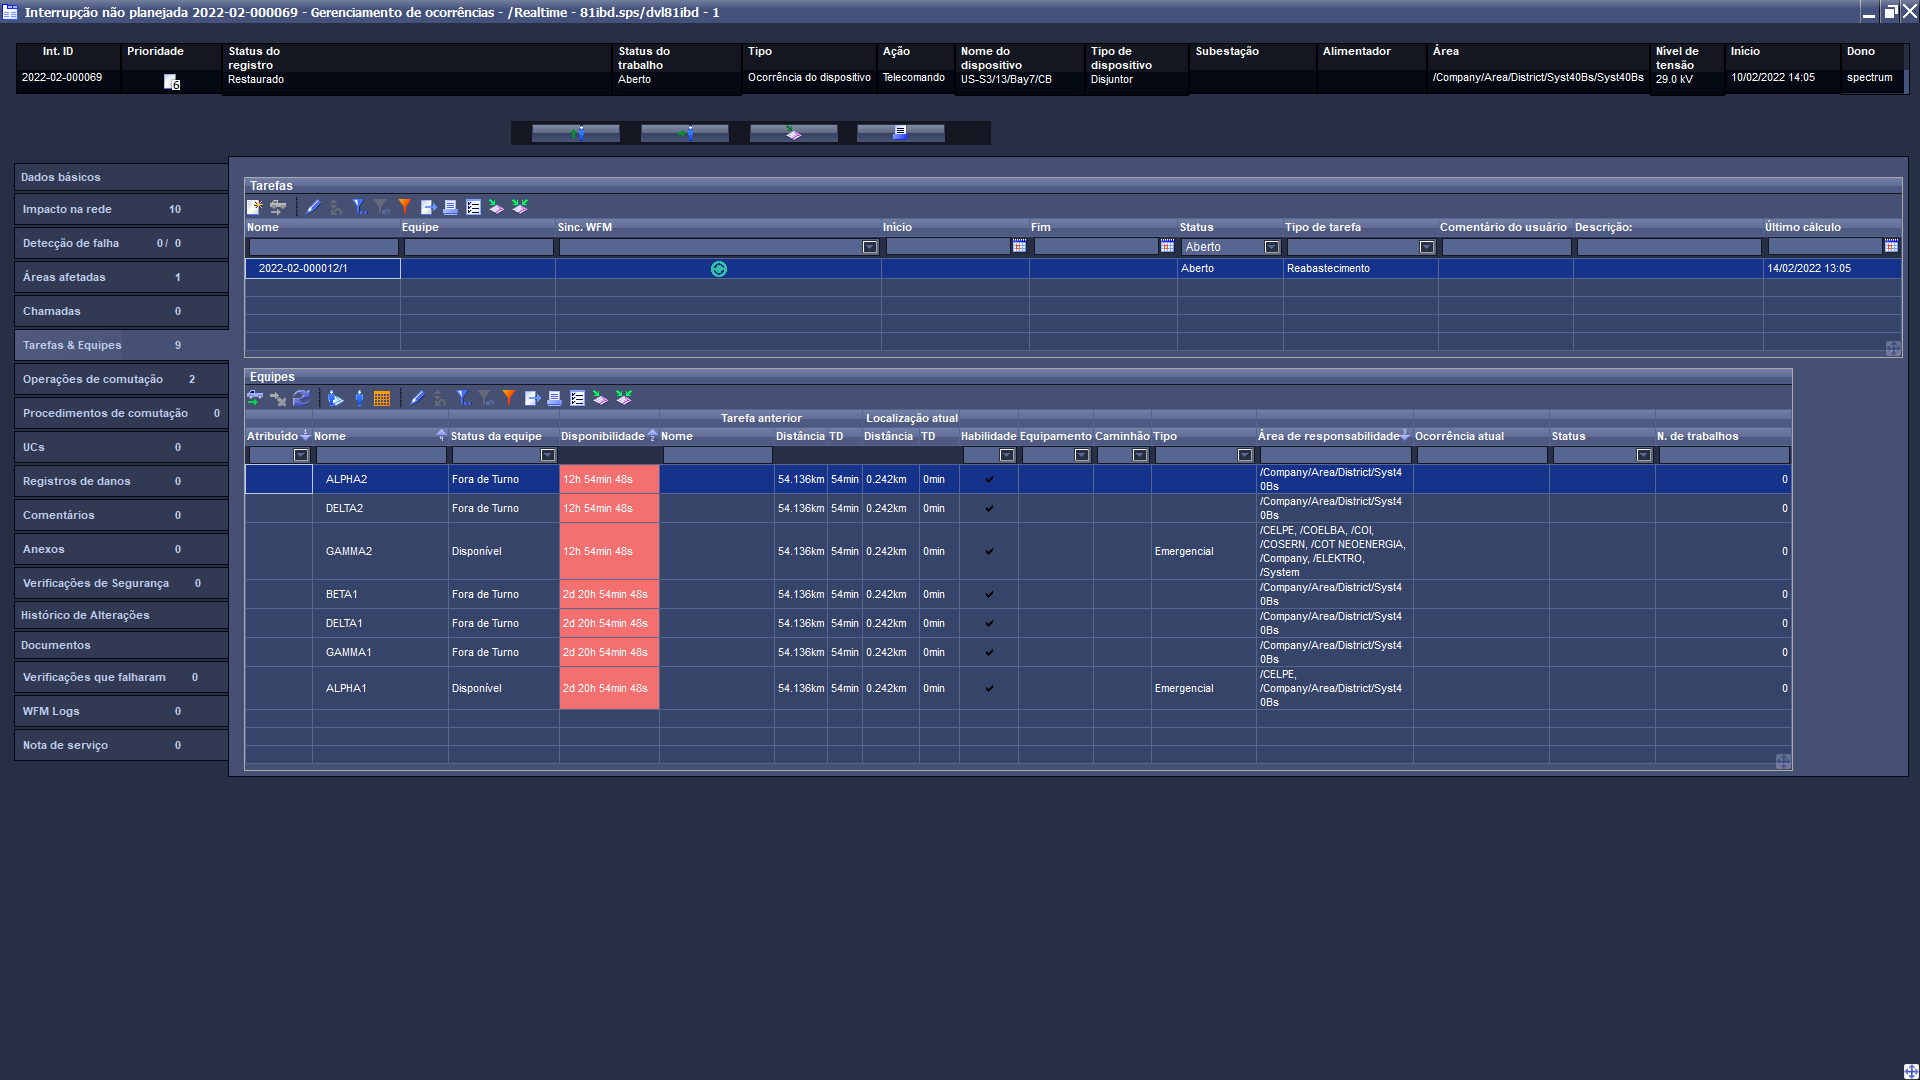 Interrupção não planejada 2022-02-000069 - Gerenciamento de ocorrências - /Realtime - 81ibd.sps/dvl81ibd - 1
Int. ID Prioridade Status do registro Status do trabalho Tipo Ação Nome do dispositivo Tipo de dispositivo Subestação Alimentador Área Nível de tensão Início Dono
2022-02-000069 6 Restaurado Aberto Ocorrência do dispositivo Telecomando US-S3/13/Bay7/CB Disjuntor /Company/Area/District/Syst40Bs/Syst40Bs 29.0 kV 10/02/2022 14:05 spectrum
Dados básicos
Impacto na rede 10
Detecção de falha 0 / 0
Áreas afetadas 1
Chamadas 0
Tarefas & Equipes 9
Operações de comutação 2
Procedimentos de comutação 0
UCs 0
Registros de danos 0
Comentários 0
Anexos 0
Verificações de Segurança 0
Histórico de Alterações
Documentos
Verificações que falharam 0
WFM Logs 0
Nota de serviço 0
Tarefas
Nome Equipe Sinc. WFM Início Fim Status Tipo de tarefa Comentário do usuário Descrição: Último cálculo
Aberto
2022-02-000012/1 Aberto Reabastecimento 14/02/2022 13:05
Equipes
Tarefa anterior Localização atual
Atribuído 1 Nome 4 Status da equipe Disponibilidade 2 Nome Distância TD Distância TD Habilidade Equipamento Caminhão Tipo Área de responsabilidade 3 Ocorrência atual Status N. de trabalhos
ALPHA2 Fora de Turno 12h 54min 48s 54.136km 54min 0.242km 0min /Company/Area/District/Syst4
0Bs 0
DELTA2 Fora de Turno 12h 54min 48s 54.136km 54min 0.242km 0min /Company/Area/District/Syst4
0Bs 0
GAMMA2 Disponível 12h 54min 48s 54.136km 54min 0.242km 0min Emergencial /CELPE, /COELBA, /COI,
/COSERN, /COT NEOENERGIA,
/Company, /ELEKTRO,
/System 0
BETA1 Fora de Turno 2d 20h 54min 48s 54.136km 54min 0.242km 0min /Company/Area/District/Syst4
0Bs 0
DELTA1 Fora de Turno 2d 20h 54min 48s 54.136km 54min 0.242km 0min /Company/Area/District/Syst4
0Bs 0
GAMMA1 Fora de Turno 2d 20h 54min 48s 54.136km 54min 0.242km 0min /Company/Area/District/Syst4
0Bs 0
ALPHA1 Disponível 2d 20h 54min 48s 54.136km 54min 0.242km 0min Emergencial /CELPE,
/Company/Area/District/Syst4
0Bs 0